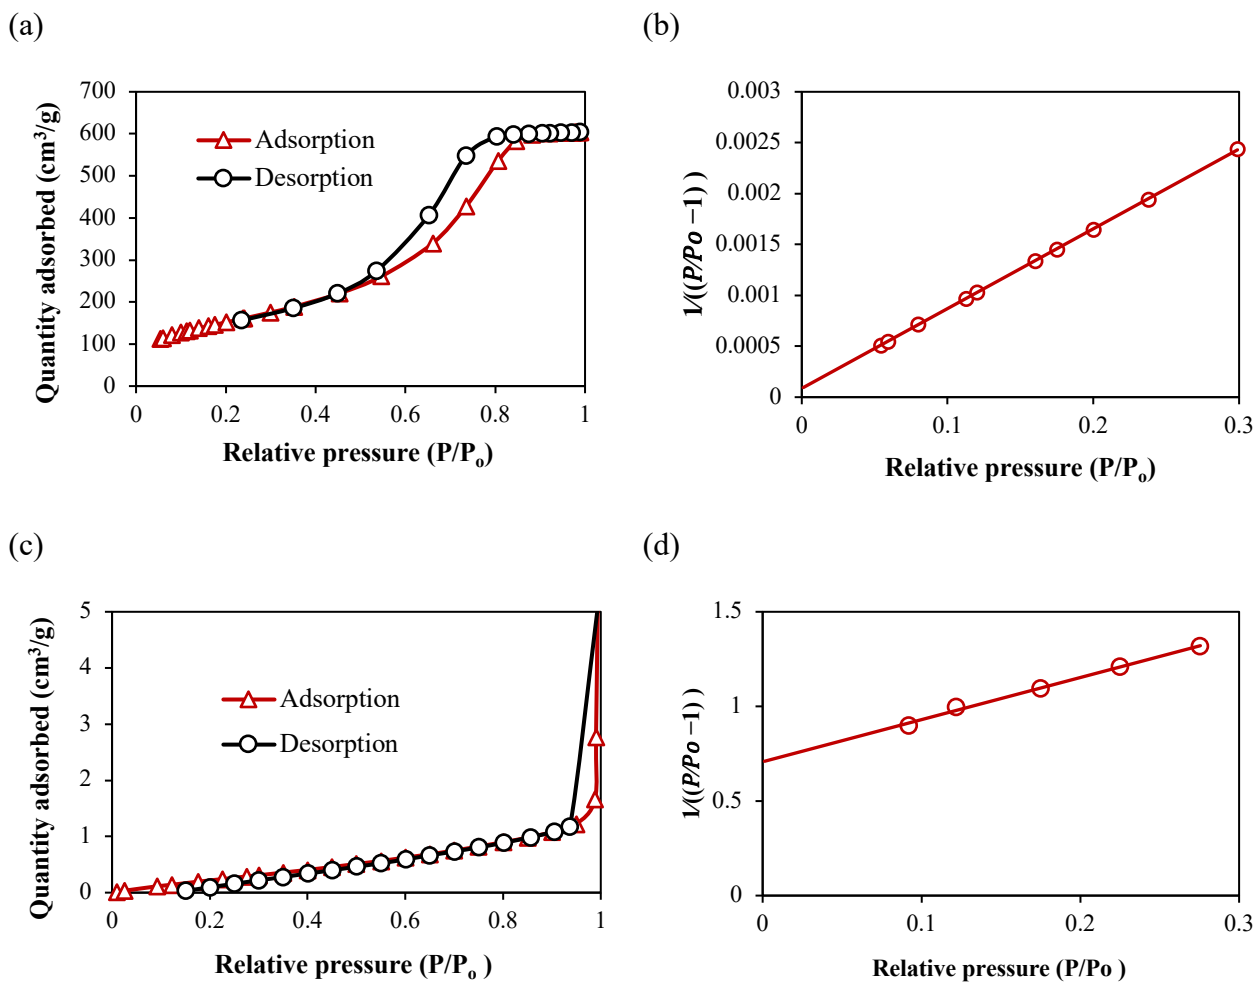 (a)
700
600
500
400
300
200
100
0
Quantity adsorbed (cm³/g)
Adsorption
Desorption
0 0.2 0.4 0.6 0.8 1
Relative pressure (P/Pₒ)
(b)
0.003
0.0025
0.002
0.0015
0.001
0.0005
0
1/((P/Po −1) )
0 0.1 0.2 0.3
Relative pressure (P/Pₒ)
(c)
5
4
3
2
1
0
Quantity adsorbed (cm³/g)
Adsorption
Desorption
0 0.2 0.4 0.6 0.8 1
Relative pressure (P/Pₒ )
(d)
1.5
1
0.5
0
1/((P/Po −1) )
0 0.1 0.2 0.3
Relative pressure (P/Po )